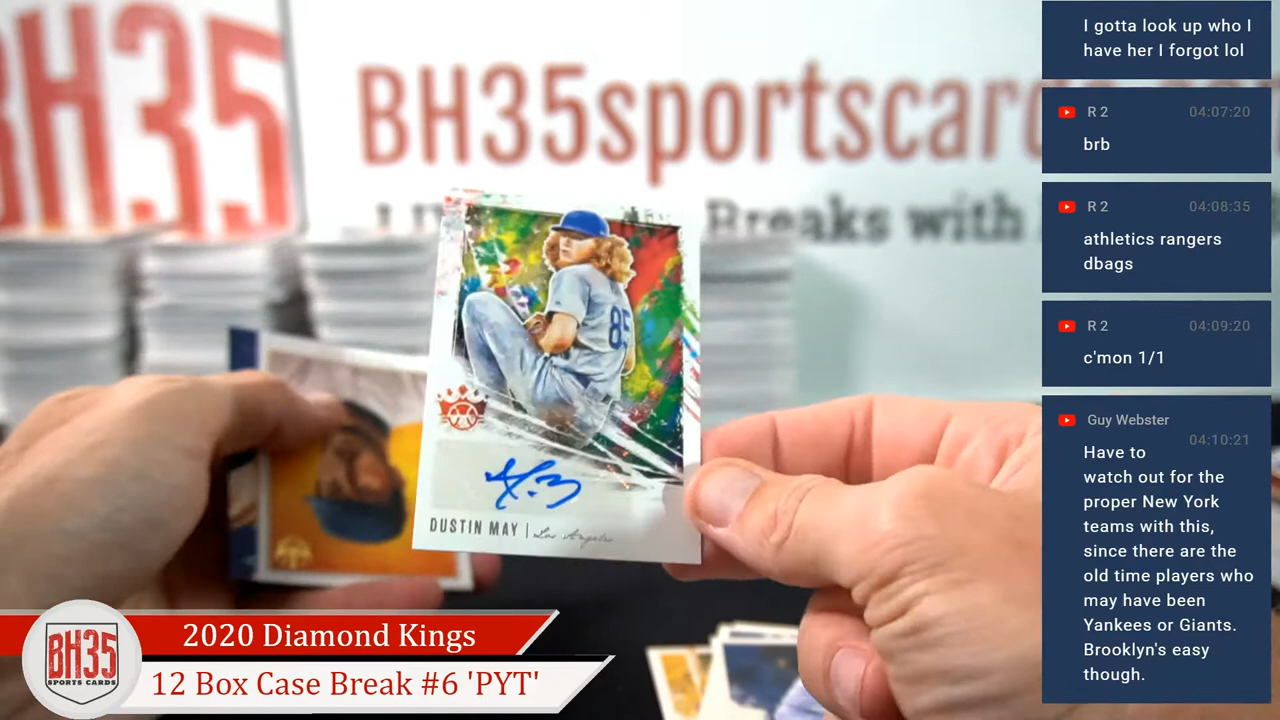 BH35
BH35sportscard
Breaks with
85
DUSTIN MAY | Los Angeles
BH35
SPORTS CARDS
2020 Diamond Kings
12 Box Case Break #6 'PYT'
I gotta look up who I
have her I forgot lol
R 2 04:07:20
brb
R 2 04:08:35
athletics rangers
dbags
R 2 04:09:20
c'mon 1/1
Guy Webster
04:10:21
Have to
watch out for the
proper New York
teams with this,
since there are the
old time players who
may have been
Yankees or Giants.
Brooklyn's easy
though.